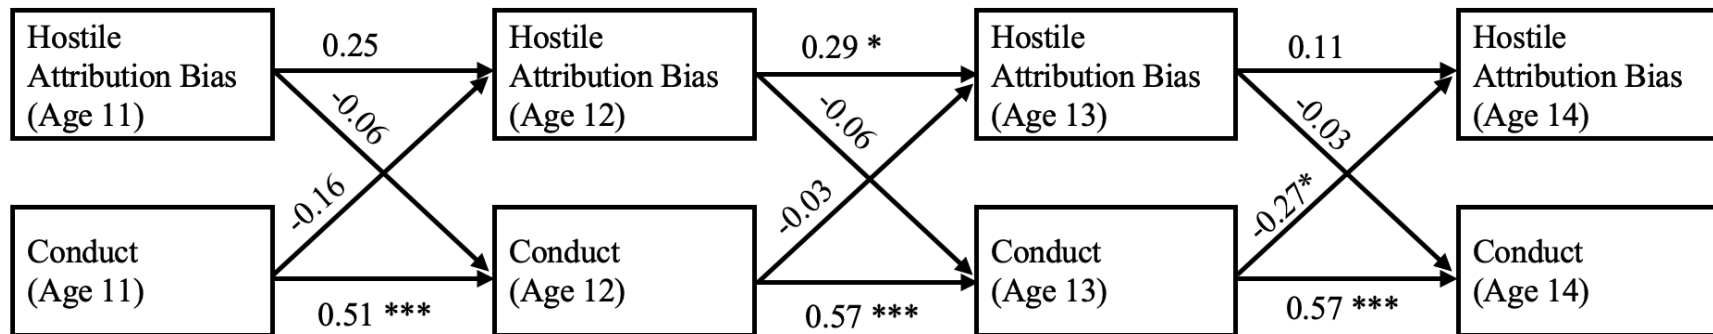 Hostile
Attribution Bias
(Age 11)
0.25
Hostile
Attribution Bias
(Age 12)
0.29 *
Hostile
Attribution Bias
(Age 13)
0.11
Hostile
Attribution Bias
(Age 14)
-0.06
-0.16
-0.06
-0.03
-0.03
-0.27*
Conduct
(Age 11)
0.51 ***
Conduct
(Age 12)
0.57 ***
Conduct
(Age 13)
0.57 ***
Conduct
(Age 14)